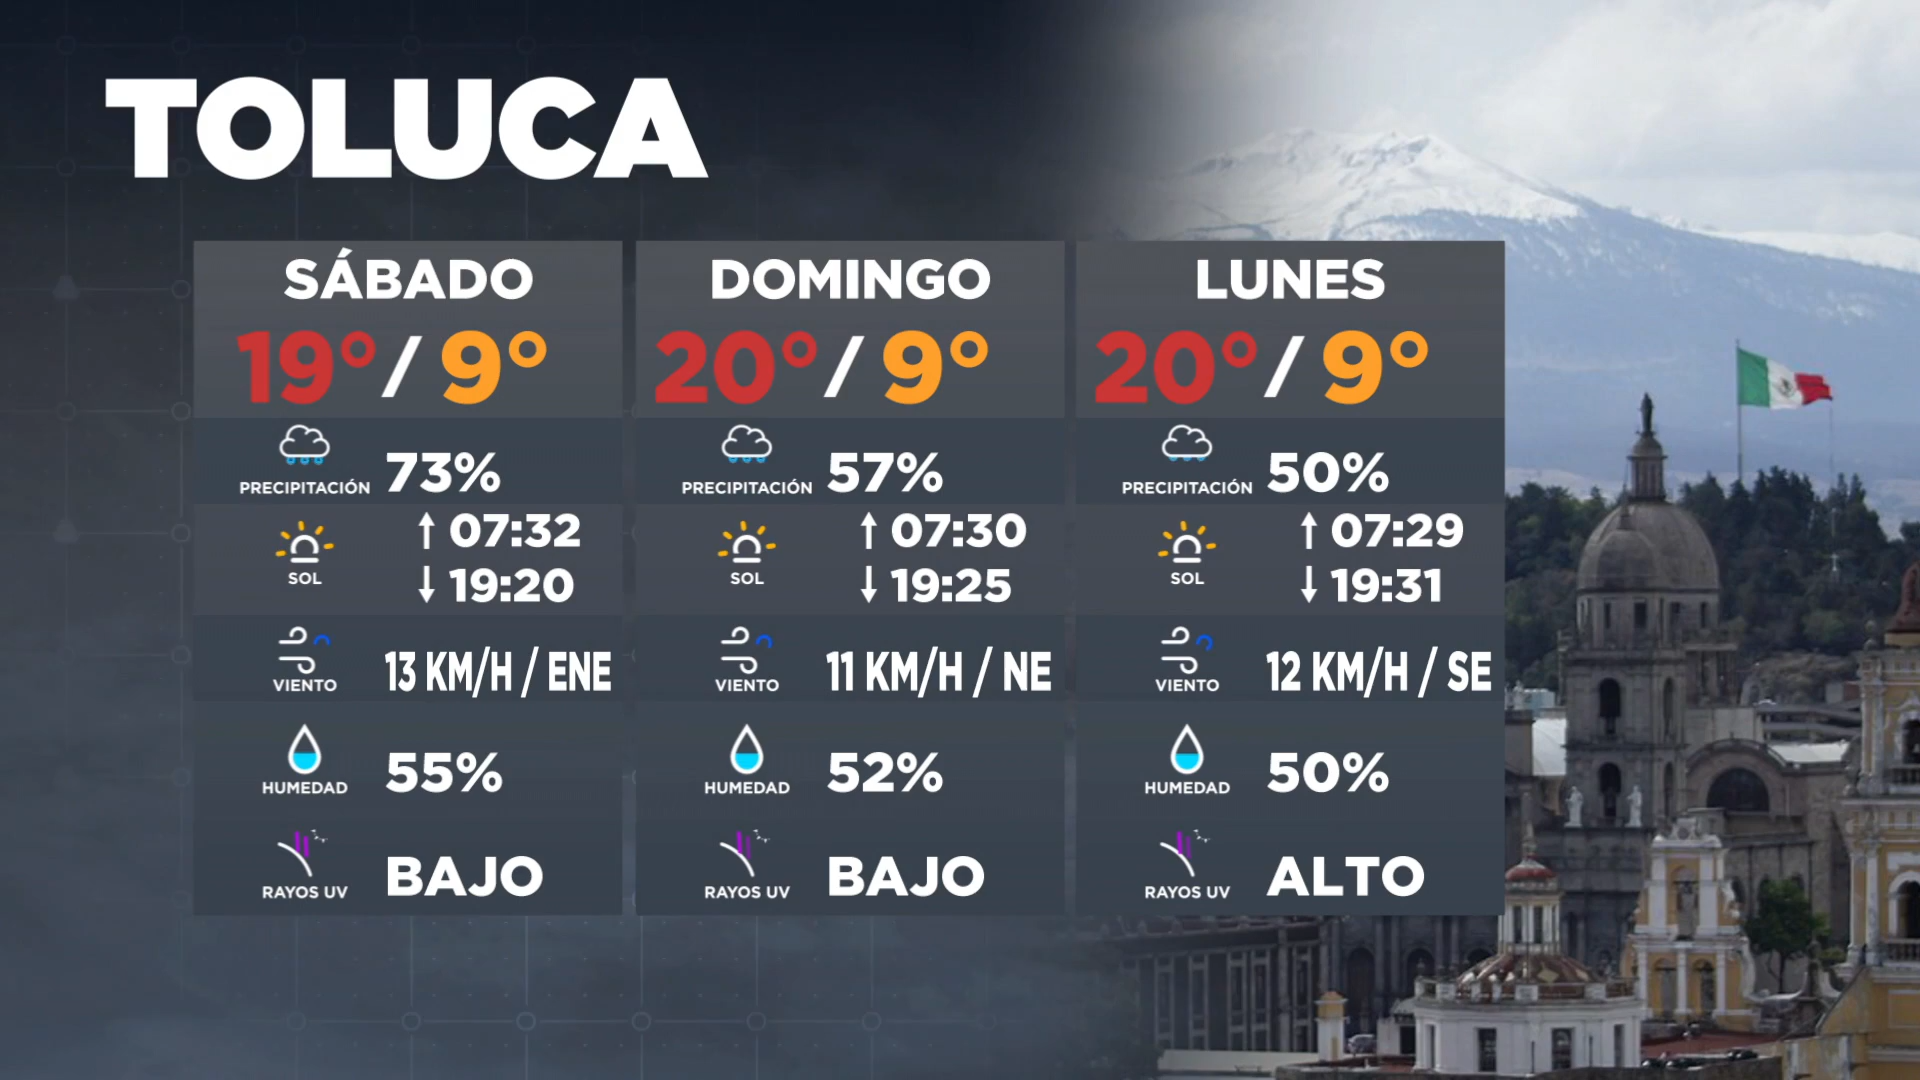 TOLUCA
SÁBADO
19°/9°
PRECIPITACIÓN 73%
SOL
↑ 07:32
↓ 19:20
VIENTO 13 KM/H / ENE
HUMEDAD 55%
RAYOS UV BAJO
DOMINGO
20°/9°
PRECIPITACIÓN 57%
SOL
↑ 07:30
↓ 19:25
VIENTO 11 KM/H / NE
HUMEDAD 52%
RAYOS UV BAJO
LUNES
20°/9°
PRECIPITACIÓN 50%
SOL
↑ 07:29
↓ 19:31
VIENTO 12 KM/H / SE
HUMEDAD 50%
RAYOS UV ALTO